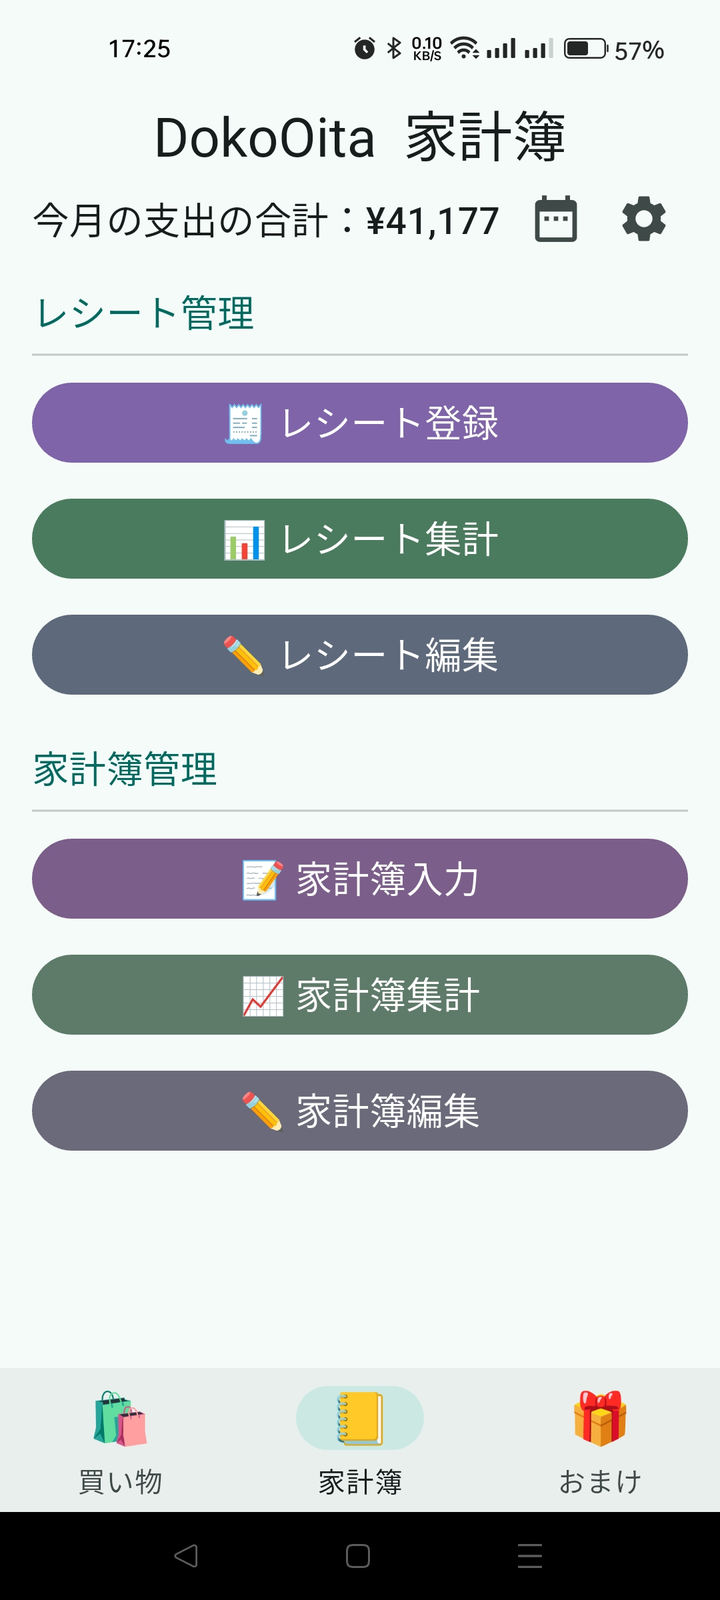 17:25 0.10 KB/S 57%
DokoOita 家計簿
今月の支出の合計：¥41,177
レシート管理
レシート登録
レシート集計
レシート編集
家計簿管理
家計簿入力
家計簿集計
家計簿編集
買い物 家計簿 おまけ